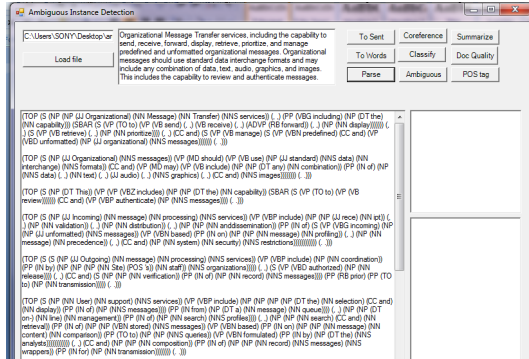 Ambiguous Instance Detection
C:\Users\SONY\Desktop\ar
Load file
Organizational Message Transfer services, including the capability to
send, receive, forward, display, retrieve, prioritize, and manage
predefined and unformatted organizational messages. Organizational
messages should use standard data interchange formats and may
include any combination of data, text, audio, graphics, and images.
This includes the capability to review and authenticate messages.
To Sent Coreference Summarize
To Words Classify Doc Quality
Parse Ambiguous POS tag
(TOP (S (NP (NP (JJ Organizational) (NN Message) (NN Transfer) (NNS services)) (, ,) (PP (VBG including) (NP (DT the)
(NN capability))) (SBAR (S (VP (TO to) (VP (VB send) (, ,) (VB receive) (, ,) (ADVP (RB forward)) (, ,) (NP (NN display))))))) (,
,) (S (VP (VB retrieve) (, ,) (NP (NN prioritize)))) (, ,) (CC and) (S (VP (VB manage) (S (VP (VBN predefined) (CC and) (VP
(VBD unformatted) (NP (JJ organizational) (NNS messages)))))) (. .)))
(TOP (S (NP (JJ Organizational) (NNS messages)) (VP (MD should) (VP (VB use) (NP (JJ standard) (NNS data) (NN
interchange) (NNS formats)) (CC and) (VP (MD may) (VP (VB include) (NP (NP (DT any) (NN combination)) (PP (IN of) (NP
(NNS data) (, ,) (NN text) (, ,) (JJ audio) (, ,) (NNS graphics) (, ,) (CC and) (NNS images)))))))) (. .)))
(TOP (S (NP (DT This)) (VP (VP (VBZ includes) (NP (NP (DT the) (NN capability)) (SBAR (S (VP (TO to) (VP (VB
review))))))) (CC and) (VP (VBP authenticate) (NP (NNS messages)))) (. .)))
(TOP (S (NP (JJ Incoming) (NN message) (NN processing) (NNS services)) (VP (VBP include) (NP (NP (JJ rece) (NN ipt)) (,
,) (NP (NN validation)) (, ,) (NP (NN distribution)) (, ,) (NP (NP (NN anddissemination)) (PP (IN of) (S (VP (VBG incoming) (NP
(NP (JJ unformatted) (NNS messages)) (VP (VBN based) (PP (IN on) (NP (NP (NN message) (NN profiling)) (, ,) (NP (NN
message) (NN precedence)) (, ,) (CC and) (NP (NN system) (NN security) (NNS restrictions))))))))))) (. .)))
(TOP (S (S (NP (JJ Outgoing) (NN message) (NN processing) (NNS services)) (VP (VBP include) (NP (NN coordination))
(PP (IN by) (NP (NP (NP (NN Site) (POS 's)) (NN staff)) (NNS organizations))))) (, ,) (S (VP (VBD authorized) (NP (NN
release)))) (, ,) (CC and) (S (NP (NP (NN verification)) (PP (IN of) (NP (NN record) (NNS messages)))) (PP (RB prior) (PP (TO
to) (NP (NN transmission))))) (. .)))
(TOP (S (NP (NN User) (NN support) (NNS services)) (VP (VBP include) (NP (NP (NP (DT the) (NN selection) (CC and)
(NN display)) (PP (IN of) (NP (NNS messages)))) (PP (IN from) (NP (DT a) (NN message) (NN queue)))) (, ,) (NP (NP (DT
on-) (NN line) (NN management)) (PP (IN of) (NP (NN search) (NNS profiles)))) (, ,) (NP (NP (NN search) (CC and) (NN
retrieval)) (PP (IN of) (NP (VBN stored) (NNS messages))) (VP (VBN based) (PP (IN on) (NP (NP (NP (NN message) (NN
content) (NN comparison)) (PP (TO to) (NP (NP (NNS queries)) (VP (VBN formulated) (PP (IN by) (NP (DT the) (NNS
analysts))))))))))) (, ,) (CC and) (NP (NP (NN composition)) (PP (IN of) (NP (NP (NN record) (NNS messages) (NNS
wrappers)) (PP (IN for) (NP (NN transmission))))))) (. .)))